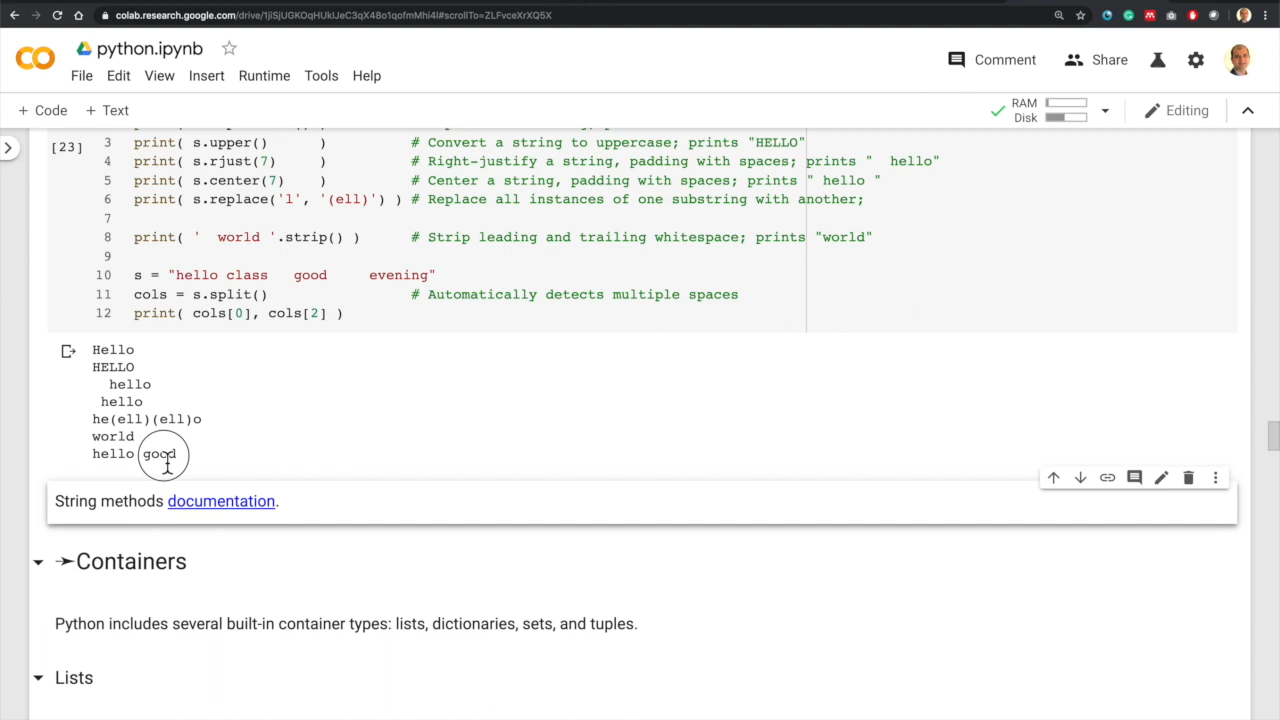 colab.research.google.com/drive/1jiSjUGKOqHUklJeC3qX48o1qofmMhi4l#scrollTo=ZLFvceXrXQ5X
python.ipynb
File Edit View Insert Runtime Tools Help
Comment Share
+ Code + Text
RAM
Disk
Editing
[23]
3 print( s.upper() ) # Convert a string to uppercase; prints "HELLO"
4 print( s.rjust(7) ) # Right-justify a string, padding with spaces; prints "  hello"
5 print( s.center(7) ) # Center a string, padding with spaces; prints " hello "
6 print( s.replace('l', '(ell)') ) # Replace all instances of one substring with another;
7
8 print( '  world '.strip() ) # Strip leading and trailing whitespace; prints "world"
9
10 s = "hello class   good     evening"
11 cols = s.split() # Automatically detects multiple spaces
12 print( cols[0], cols[2] )
Hello
HELLO
hello
hello
he(ell)(ell)o
world
hello good
String methods documentation.
Containers
Python includes several built-in container types: lists, dictionaries, sets, and tuples.
Lists